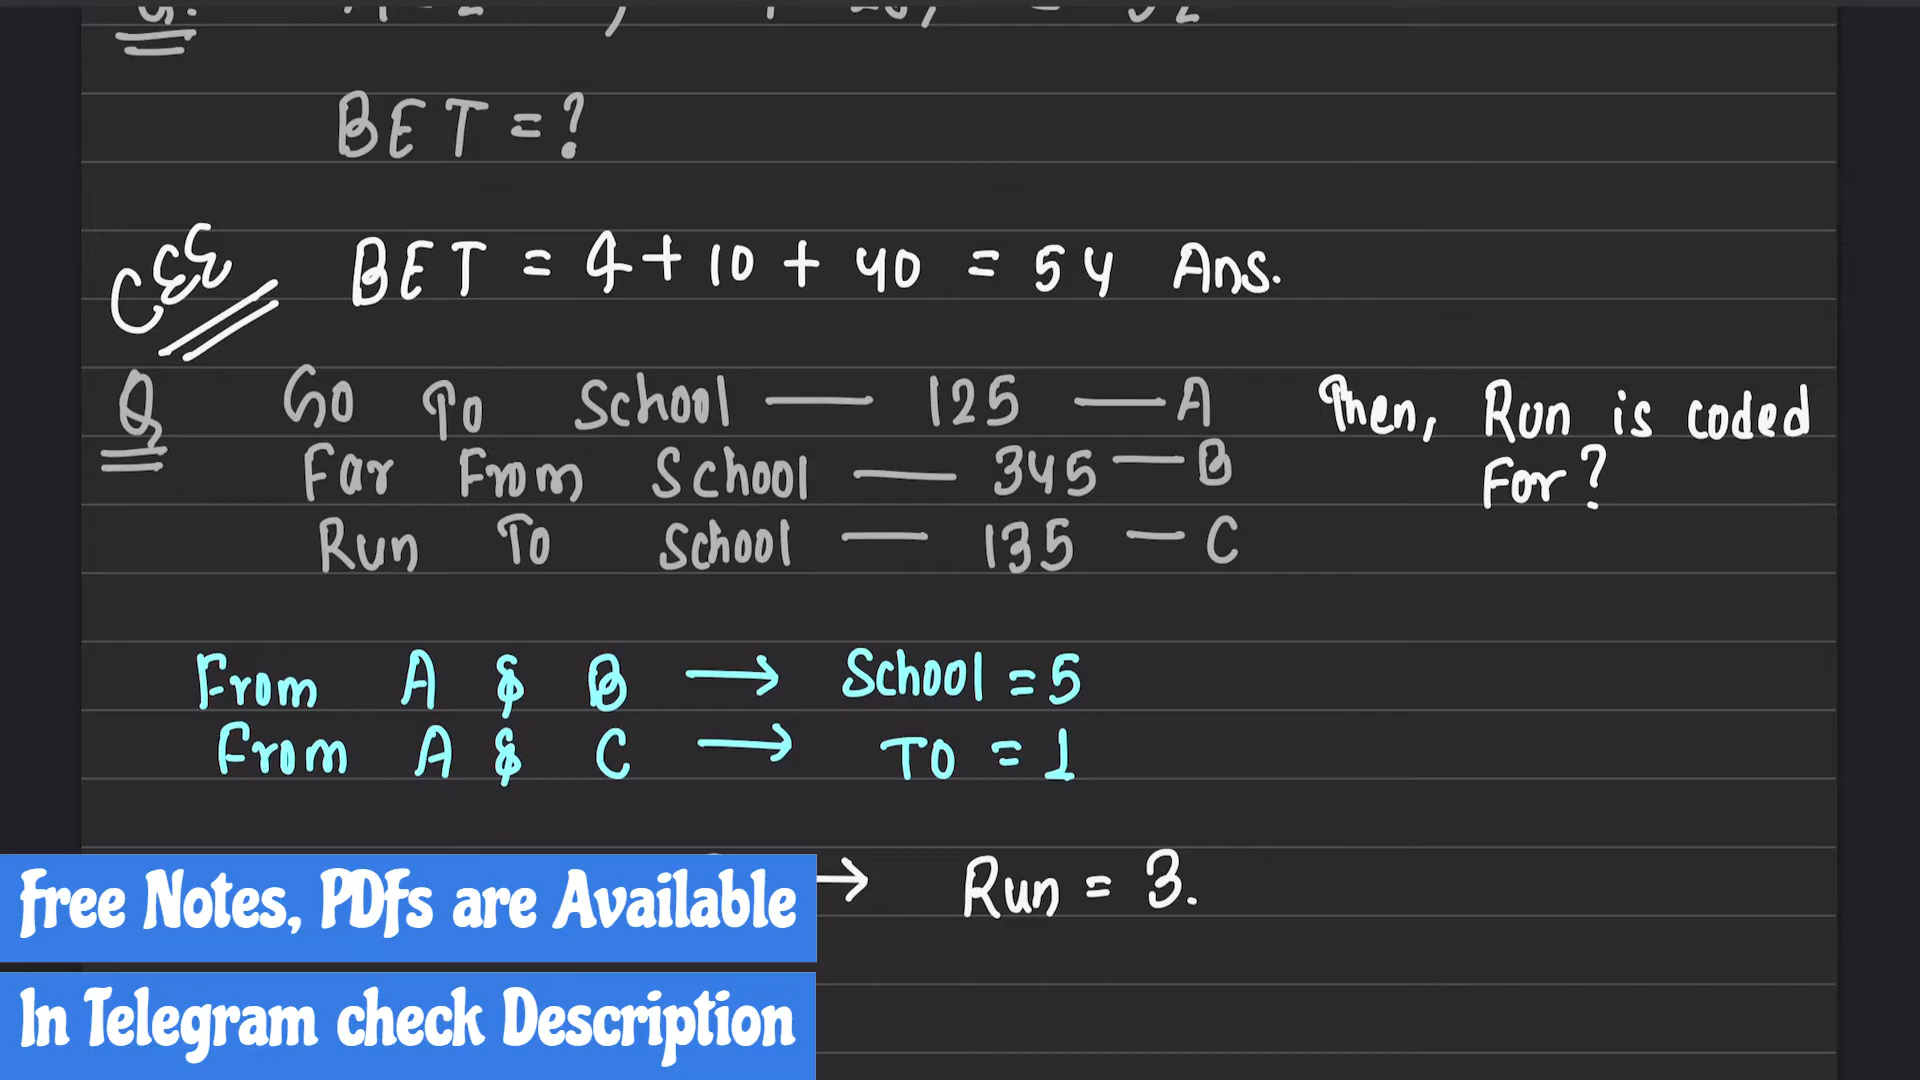 BET = ?
BET = 4 + 10 + 40 = 54 Ans.
Q Go To School — 125 — A Then, Run is coded
Far From School — 345 — B For?
Run To School — 135 — C
From A & B → School = 5
From A & C → TO = 1
→ Run = 3.
Free Notes, PDFs are Available
In Telegram check Description